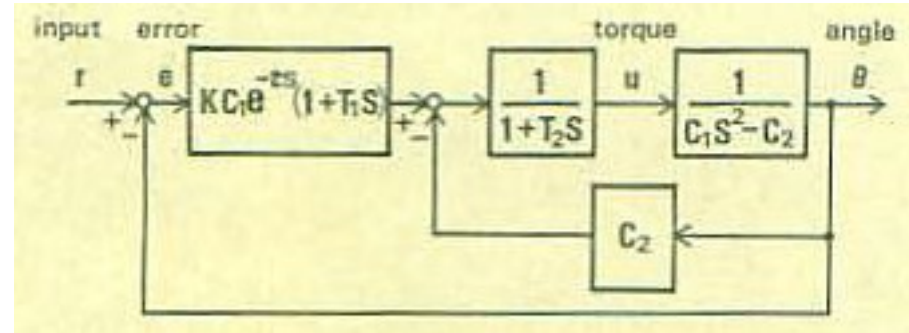 input error torque angle
r e KC₁e^(-τs)(1+T₁S) 1/(1+T₂S) u 1/(C₁S²-C₂) θ
+ - + -
C₂